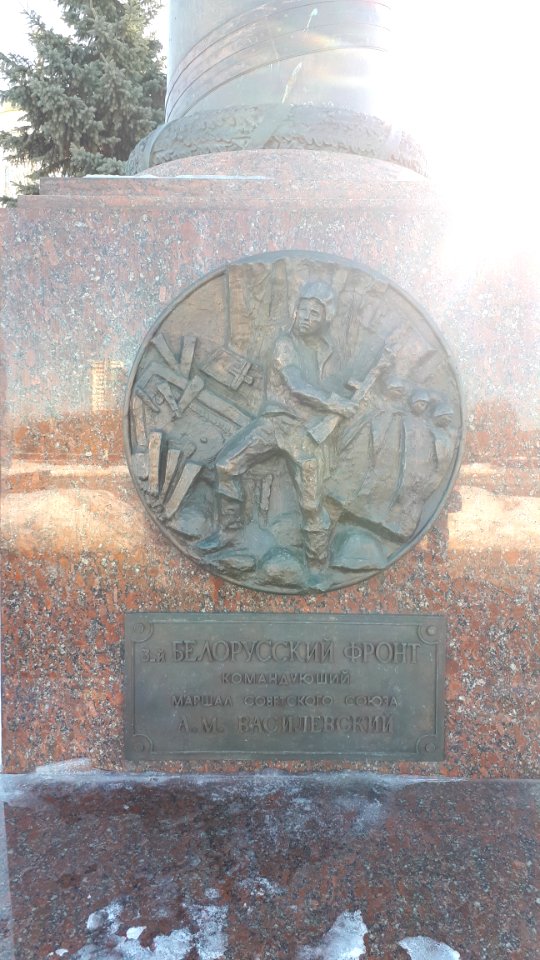 3-й БЕЛОРУССКИЙ ФРОНТ
КОМАНДУЮЩИЙ
МАРШАЛ СОВЕТСКОГО СОЮЗА
А.М. ВАСИЛЕВСКИЙ